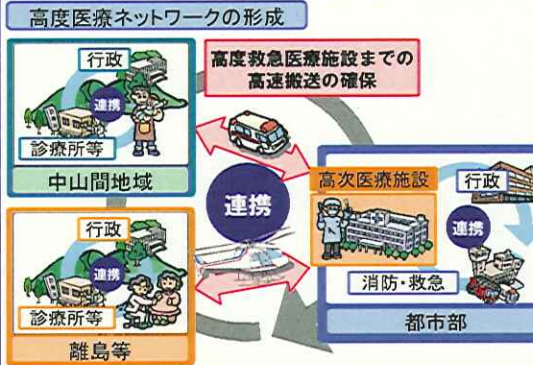 高度医療ネットワークの形成
行政
連携
診療所等
中山間地域
高度救急医療施設までの
高速搬送の確保
連携
高次医療施設
行政
連携
消防・救急
都市部
行政
連携
診療所等
離島等